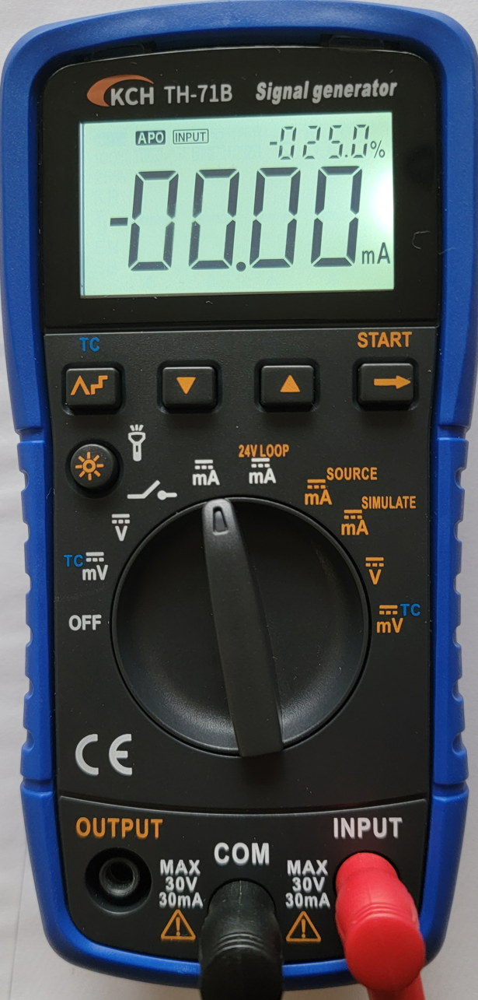 KCH TH-71B Signal generator
APO INPUT -025.0%
-00.00 mA
TC START
24V LOOP
mA mA
SOURCE
mA
SIMULATE
mA
V
TC mV
OFF
V
mV TC
CE
OUTPUT COM INPUT
MAX
30V
30mA
MAX
30V
30mA